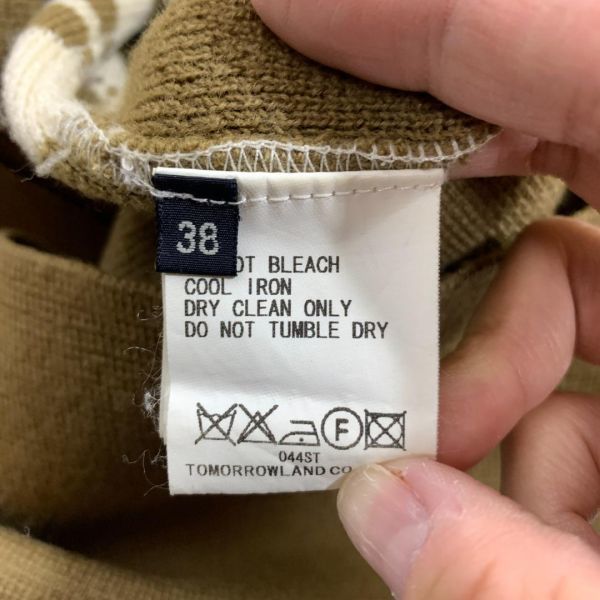 38
OT BLEACH
COOL IRON
DRY CLEAN ONLY
DO NOT TUMBLE DRY
F
044ST
TOMORROWLAND CO